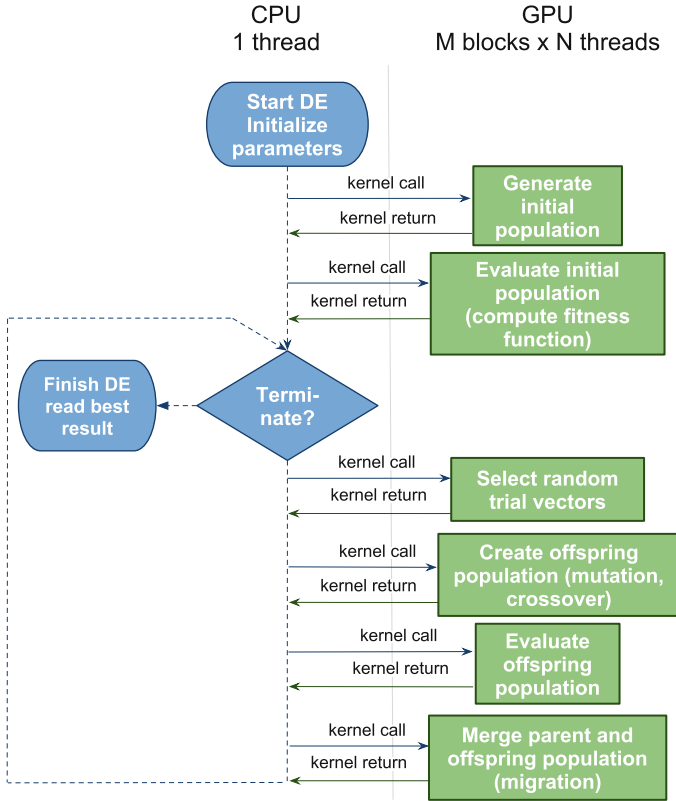 CPU
1 thread
GPU
M blocks x N threads
Start DE
Initialize
parameters
kernel call
kernel return
Generate
initial
population
kernel call
kernel return
Evaluate initial
population
(compute fitness
function)
Termi-
nate?
Finish DE
read best
result
kernel call
kernel return
Select random
trial vectors
kernel call
kernel return
Create offspring
population (mutation,
crossover)
kernel call
kernel return
Evaluate
offspring
population
kernel call
kernel return
Merge parent and
offspring population
(migration)